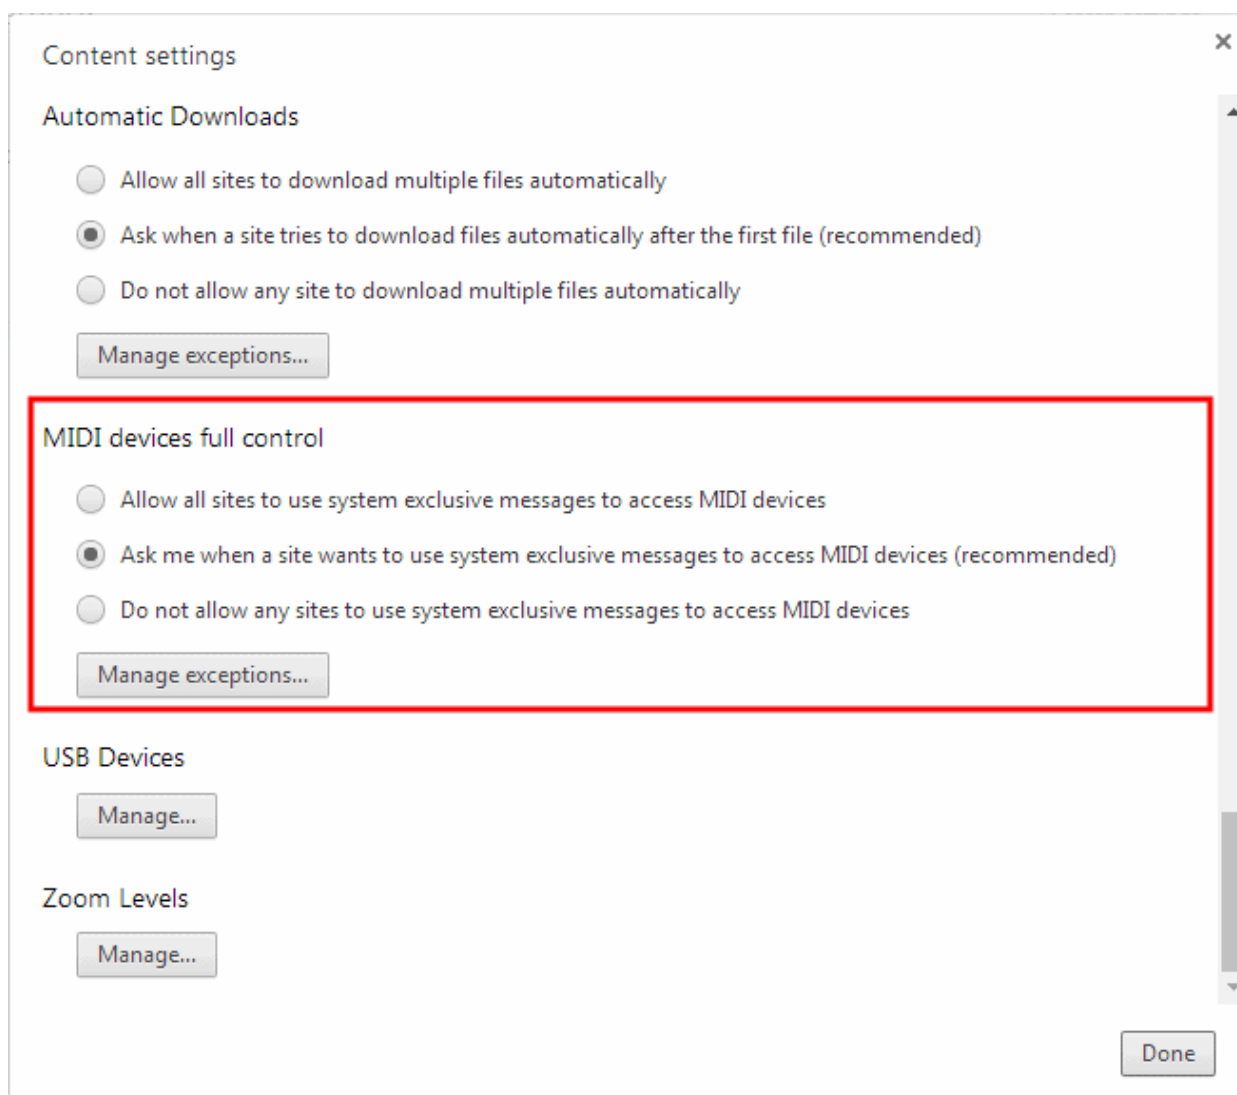 Content settings
Automatic Downloads
Allow all sites to download multiple files automatically
Ask when a site tries to download files automatically after the first file (recommended)
Do not allow any site to download multiple files automatically
Manage exceptions...
MIDI devices full control
Allow all sites to use system exclusive messages to access MIDI devices
Ask me when a site wants to use system exclusive messages to access MIDI devices (recommended)
Do not allow any sites to use system exclusive messages to access MIDI devices
Manage exceptions...
USB Devices
Manage...
Zoom Levels
Manage...
Done